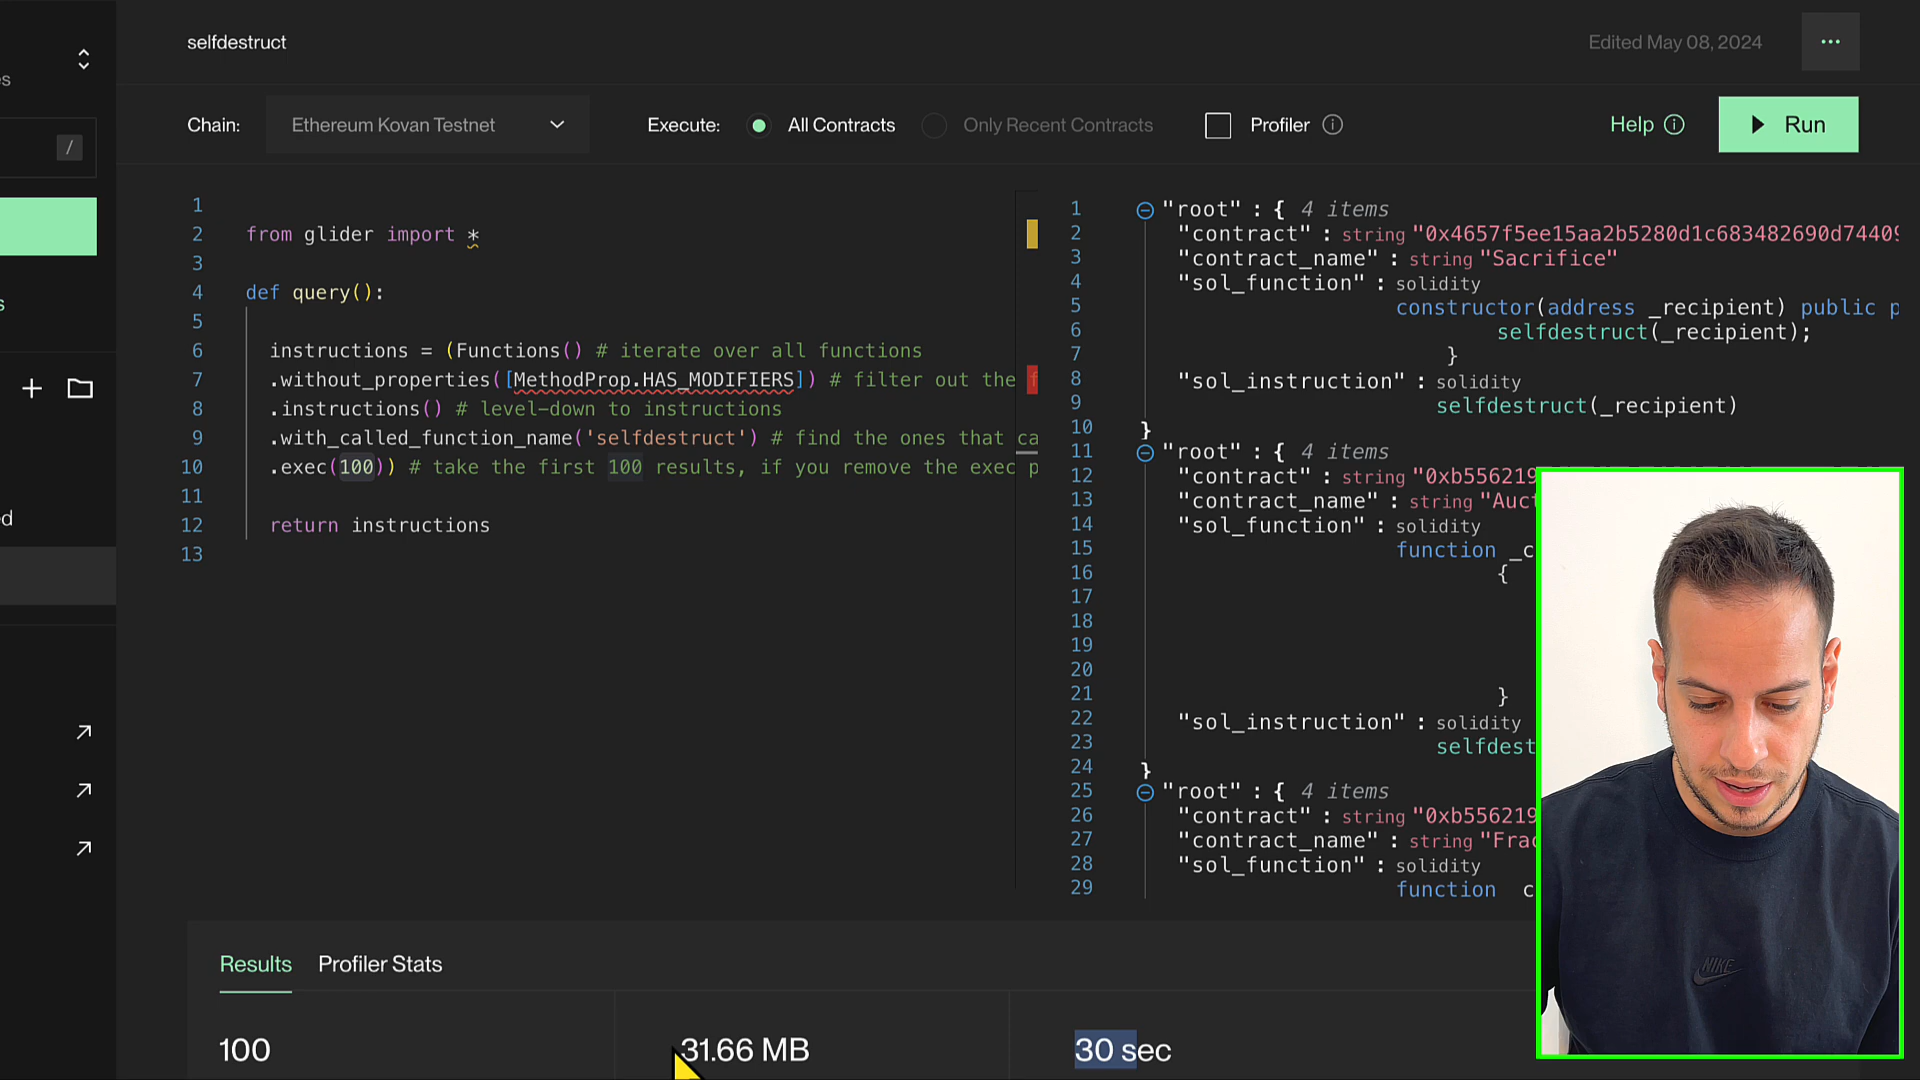 selfdestruct
Edited May 08, 2024
es
Chain:
Ethereum Kovan Testnet
Execute:
All Contracts
Only Recent Contracts
Profiler
Help
Run
/
s
ed
1
2 from glider import *
3
4 def query():
5
6 instructions = (Functions() # iterate over all functions
7 .without_properties([MethodProp.HAS_MODIFIERS]) # filter out the f
8 .instructions() # level-down to instructions
9 .with_called_function_name('selfdestruct') # find the ones that ca
10 .exec(100)) # take the first 100 results, if you remove the exec p
11
12 return instructions
13
1 "root" : { 4 items
2 "contract" : string "0x4657f5ee15aa2b5280d1c683482690d74409
3 "contract_name" : string "Sacrifice"
4 "sol_function" : solidity
5 constructor(address _recipient) public p
6 selfdestruct(_recipient);
7 }
8 "sol_instruction" : solidity
9 selfdestruct(_recipient)
10 }
11 "root" : { 4 items
12 "contract" : string "0xb556219
13 "contract_name" : string "Auct
14 "sol_function" : solidity
15 function _c
16 {
17
18
19
20
21 }
22 "sol_instruction" : solidity
23 selfdest
24 }
25 "root" : { 4 items
26 "contract" : string "0xb556219
27 "contract_name" : string "Frac
28 "sol_function" : solidity
29 function c
Results
Profiler Stats
100
31.66 MB
30 sec
NIKE